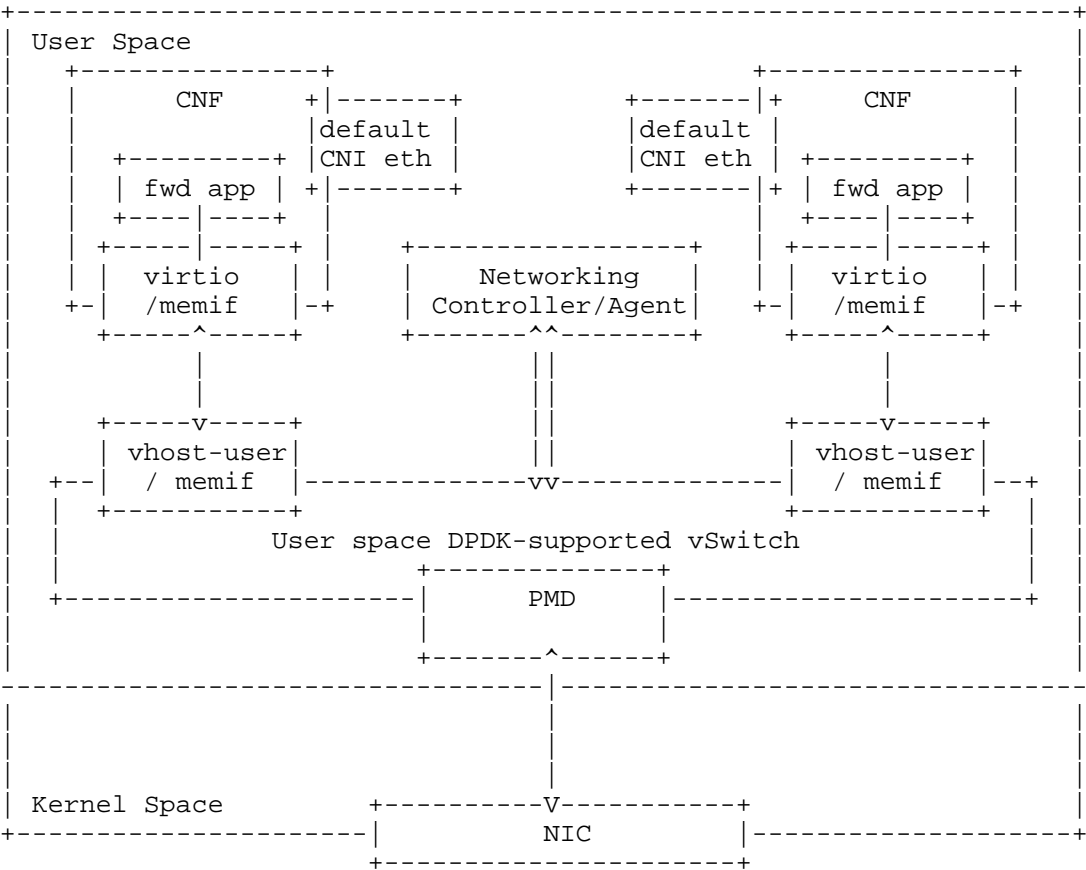 User Space
CNF CNF
default default
CNI eth CNI eth
fwd app fwd app
virtio Networking virtio
/memif Controller/Agent /memif
vhost-user vhost-user
/ memif / memif
User space DPDK-supported vSwitch
PMD
Kernel Space
NIC